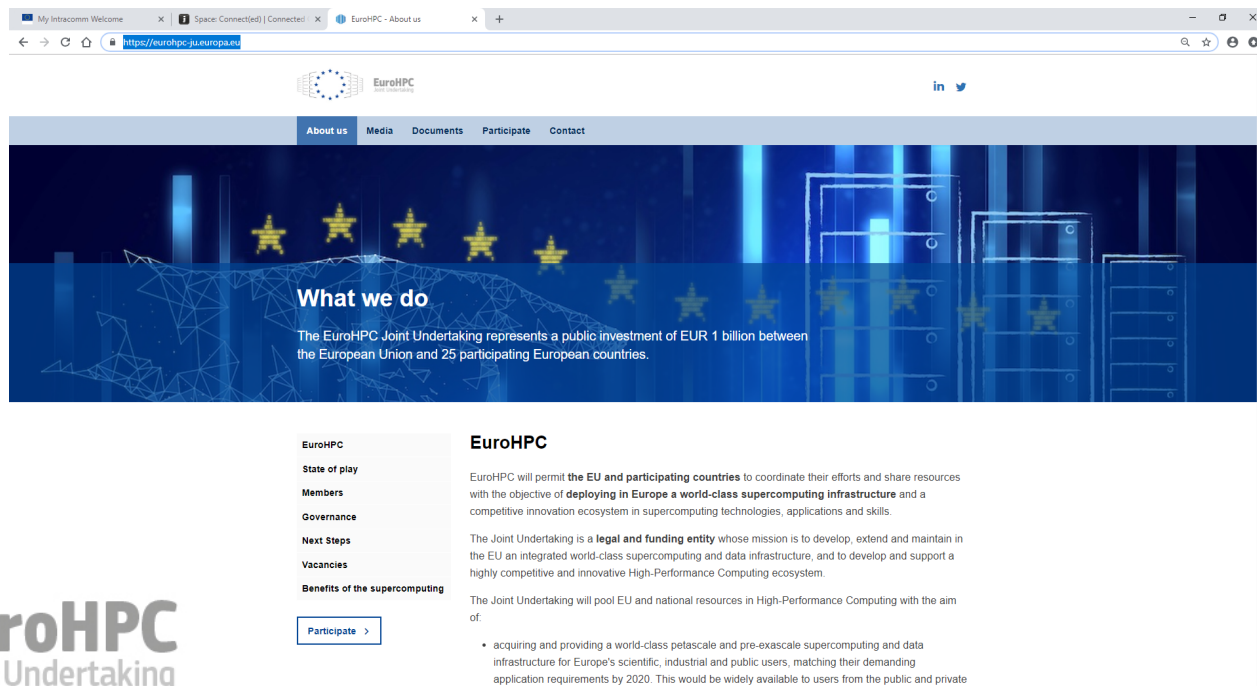 My Intracomm Welcome
Space: Connect(ed) | Connected
EuroHPC - About us
https://eurohpc-ju.europa.eu
EuroHPC
Joint Undertaking
in
About us Media Documents Participate Contact
What we do
The EuroHPC Joint Undertaking represents a public investment of EUR 1 billion between
the European Union and 25 participating European countries.
EuroHPC
State of play
Members
Governance
Next Steps
Vacancies
Benefits of the supercomputing
Participate >
EuroHPC
EuroHPC will permit the EU and participating countries to coordinate their efforts and share resources
with the objective of deploying in Europe a world-class supercomputing infrastructure and a
competitive innovation ecosystem in supercomputing technologies, applications and skills.
The Joint Undertaking is a legal and funding entity whose mission is to develop, extend and maintain in
the EU an integrated world-class supercomputing and data infrastructure, and to develop and support a
highly competitive and innovative High-Performance Computing ecosystem.
The Joint Undertaking will pool EU and national resources in High-Performance Computing with the aim
of:
• acquiring and providing a world-class petascale and pre-exascale supercomputing and data
infrastructure for Europe's scientific, industrial and public users, matching their demanding
application requirements by 2020. This would be widely available to users from the public and private
roHPC
Undertaking